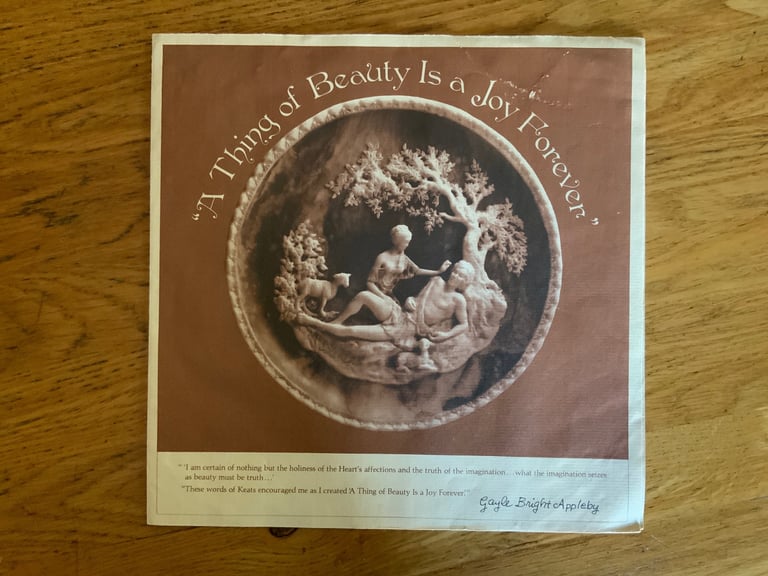 "A Thing of Beauty Is a Joy Forever"
"'I am certain of nothing but the holiness of the Heart's affections and the truth of the imagination...what the imagination seizes
as beauty must be truth...'
"These words of Keats encouraged me as I created 'A Thing of Beauty Is a Joy Forever.'"
Gayle Bright Appleby